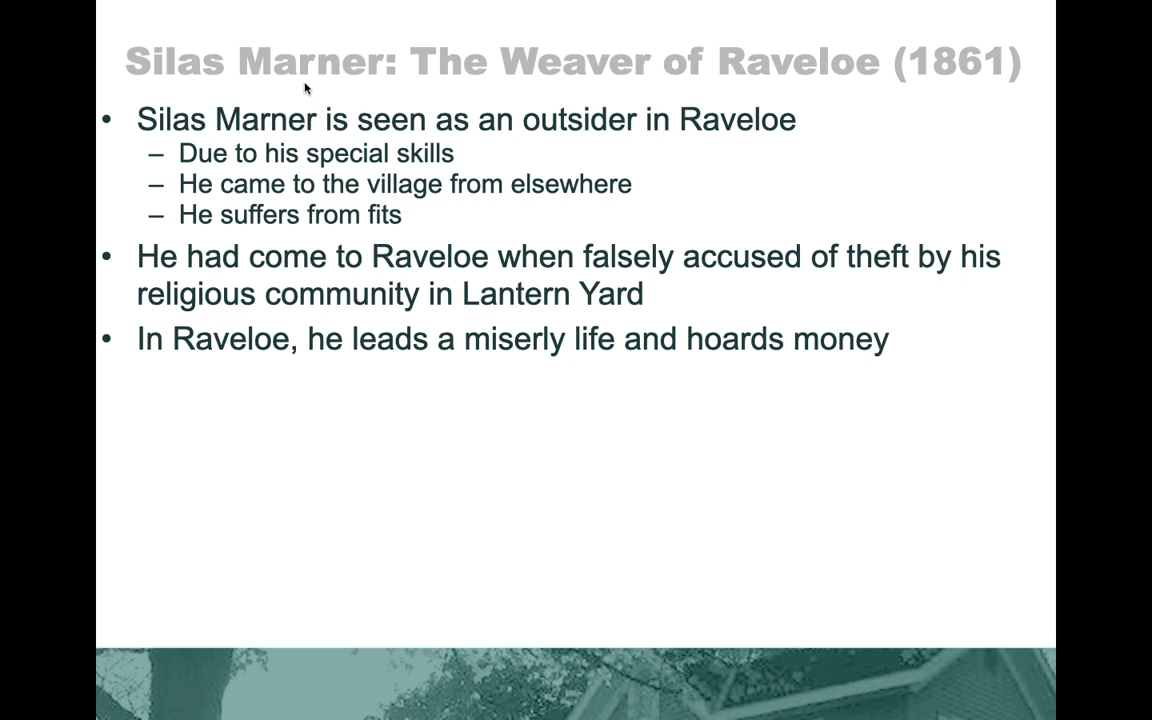 Silas Marner: The Weaver of Raveloe (1861)
• Silas Marner is seen as an outsider in Raveloe
– Due to his special skills
– He came to the village from elsewhere
– He suffers from fits
• He had come to Raveloe when falsely accused of theft by his
religious community in Lantern Yard
• In Raveloe, he leads a miserly life and hoards money